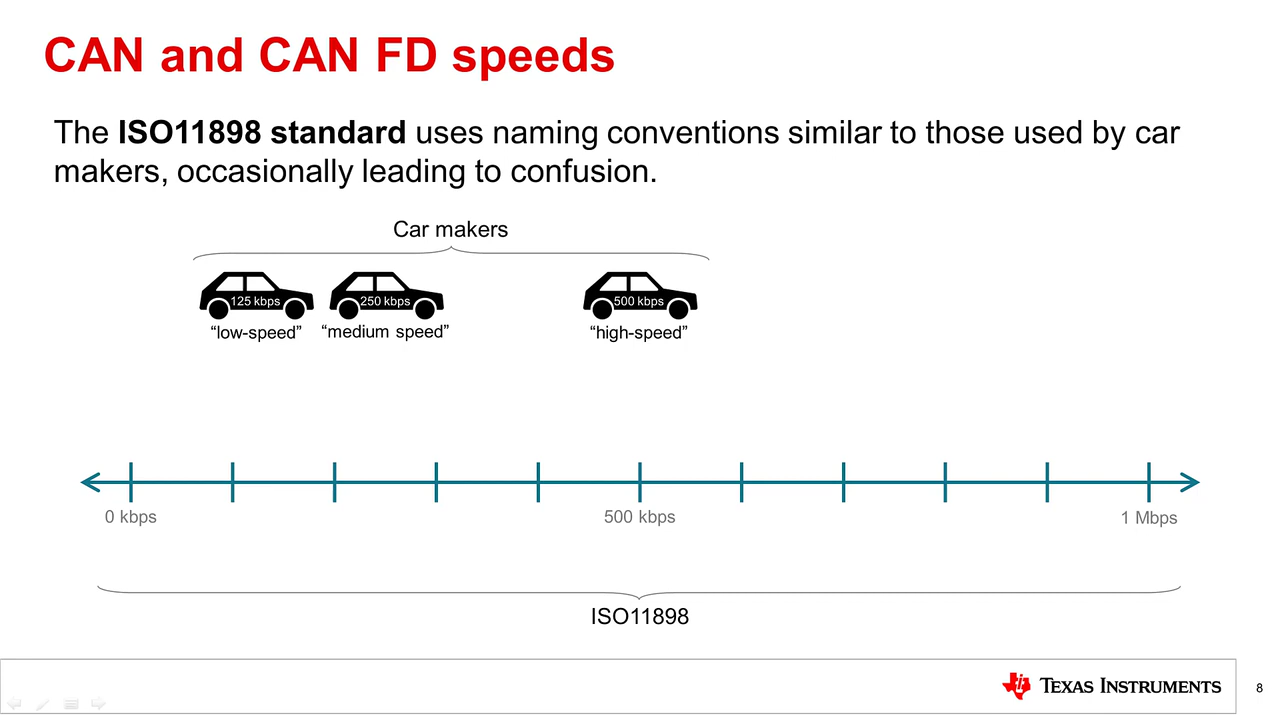 CAN and CAN FD speeds
The ISO11898 standard uses naming conventions similar to those used by car
makers, occasionally leading to confusion.
Car makers
125 kbps
250 kbps
500 kbps
“low-speed”
“medium speed”
“high-speed”
0 kbps
500 kbps
1 Mbps
ISO11898
TEXAS INSTRUMENTS
8